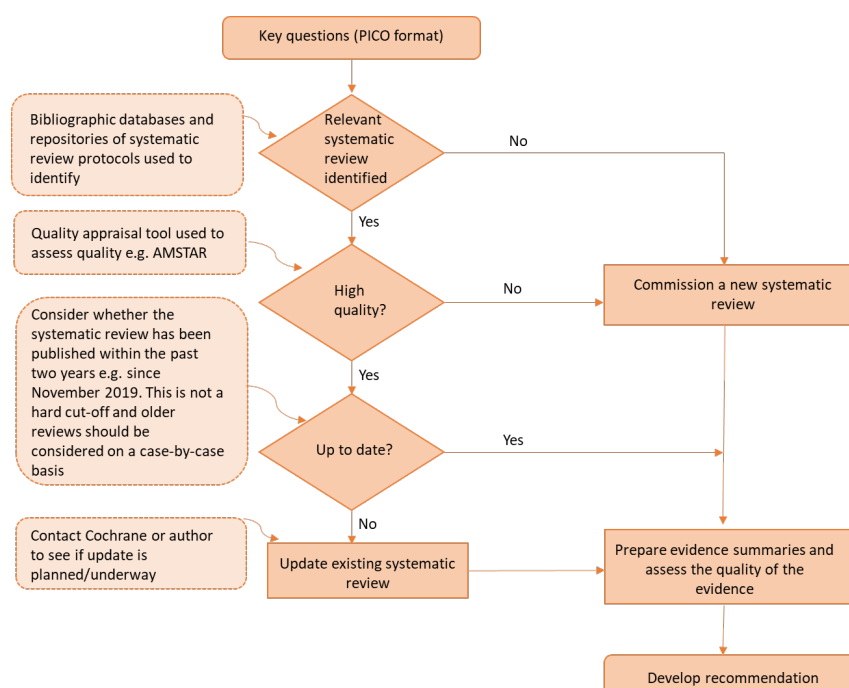 Key questions (PICO format)
Bibliographic databases and
repositories of systematic
review protocols used to
identify
Relevant
systematic
review
identified
No
Yes
Quality appraisal tool used to
assess quality e.g. AMSTAR
High
quality?
No
Commission a new systematic
review
Yes
Consider whether the
systematic review has been
published within the past
two years e.g. since
November 2019. This is not a
hard cut-off and older
reviews should be
considered on a case-by-case
basis
Up to date?
Yes
No
Contact Cochrane or author
to see if update is
planned/underway
Update existing systematic
review
Prepare evidence summaries and
assess the quality of the
evidence
Develop recommendation